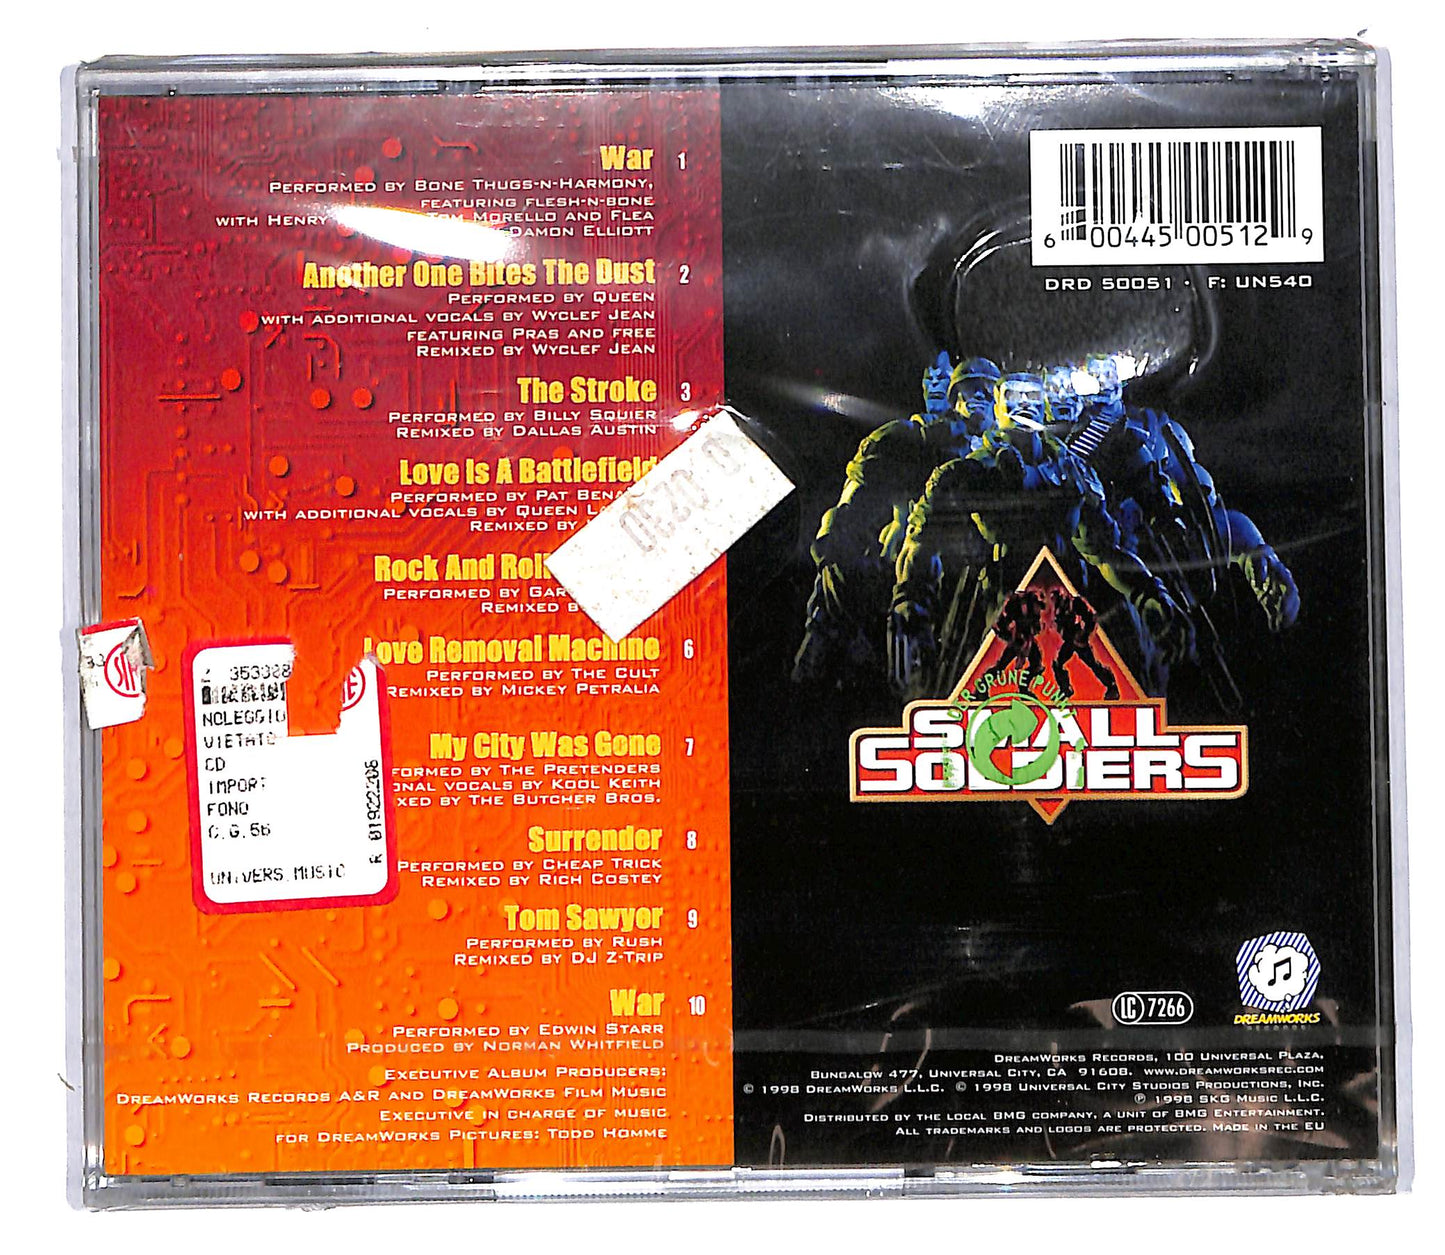 War 1
Performed by Bone Thugs-n-Harmony,
featuring Flesh-n-Bone
with Henry Tom Morello and Flea
Damon Elliott
Another One Bites The Dust 2
Performed by Queen
with additional vocals by Wyclef Jean
featuring Pras and Free
Remixed by Wyclef Jean
The Stroke 3
Performed by Billy Squier
Remixed by Dallas Austin
Love Is A Battlefield
Performed by Pat
with additional vocals by Queen
Remixed by
Rock And Roll
Performed by
Remixed
Love Removal Machine 6
Performed by The Cult
Remixed by Mickey Petralia
My City Was Gone 7
by The Pretenders
vocals by Kool Keith
by The Butcher Bros.
Surrender 8
Performed by Cheap Trick
Remixed by Rich Costey
Tom Sawyer 9
Performed by Rush
Remixed by DJ Z-Trip
War 10
Performed by Edwin Starr
Produced by Norman Whitfield
Executive Album Producers:
DreamWorks Records A&R and DreamWorks Film Music
Executive in charge of music
for DreamWorks Pictures: Todd Homme
NOLEGGIO
VIETATO
CD
IMPORT
FONO
C.G.56
UNIVERS.MUSIC
R 01922208
6 00445 00512 9
DRD 50051 · F: UN540
DER GRÜNE PUNKT
SMALL
SOLDIERS
LC 7266
DREAMWORKS
RECORDS
DreamWorks Records, 100 Universal Plaza,
Bungalow 477, Universal City, CA 91608. www.dreamworksrec.com
© 1998 DreamWorks L.L.C. © 1998 Universal City Studios Productions, Inc.
℗ 1998 SKG Music L.L.C.
Distributed by the local BMG company, a unit of BMG Entertainment.
All trademarks and logos are protected. Made in the EU